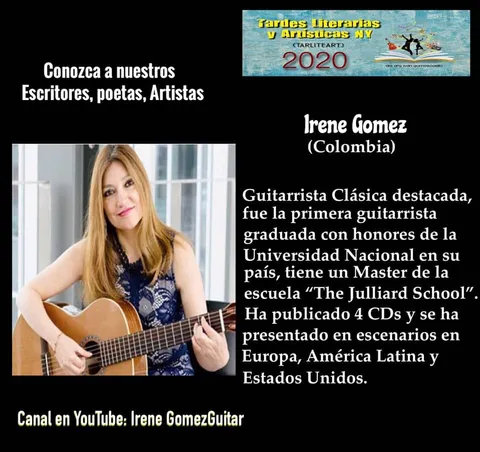 Tardes Literarias
y Artísticas NY
(TARLITEART)
2020
Conozca a nuestros
Escritores, poetas, Artistas
Irene Gomez
(Colombia)
Guitarrista Clásica destacada,
fue la primera guitarrista
graduada con honores de la
Universidad Nacional en su
país, tiene un Master de la
escuela “The Julliard School”.
Ha publicado 4 CDs y se ha
presentado en escenarios en
Europa, América Latina y
Estados Unidos.
Canal en YouTube: Irene GomezGuitar